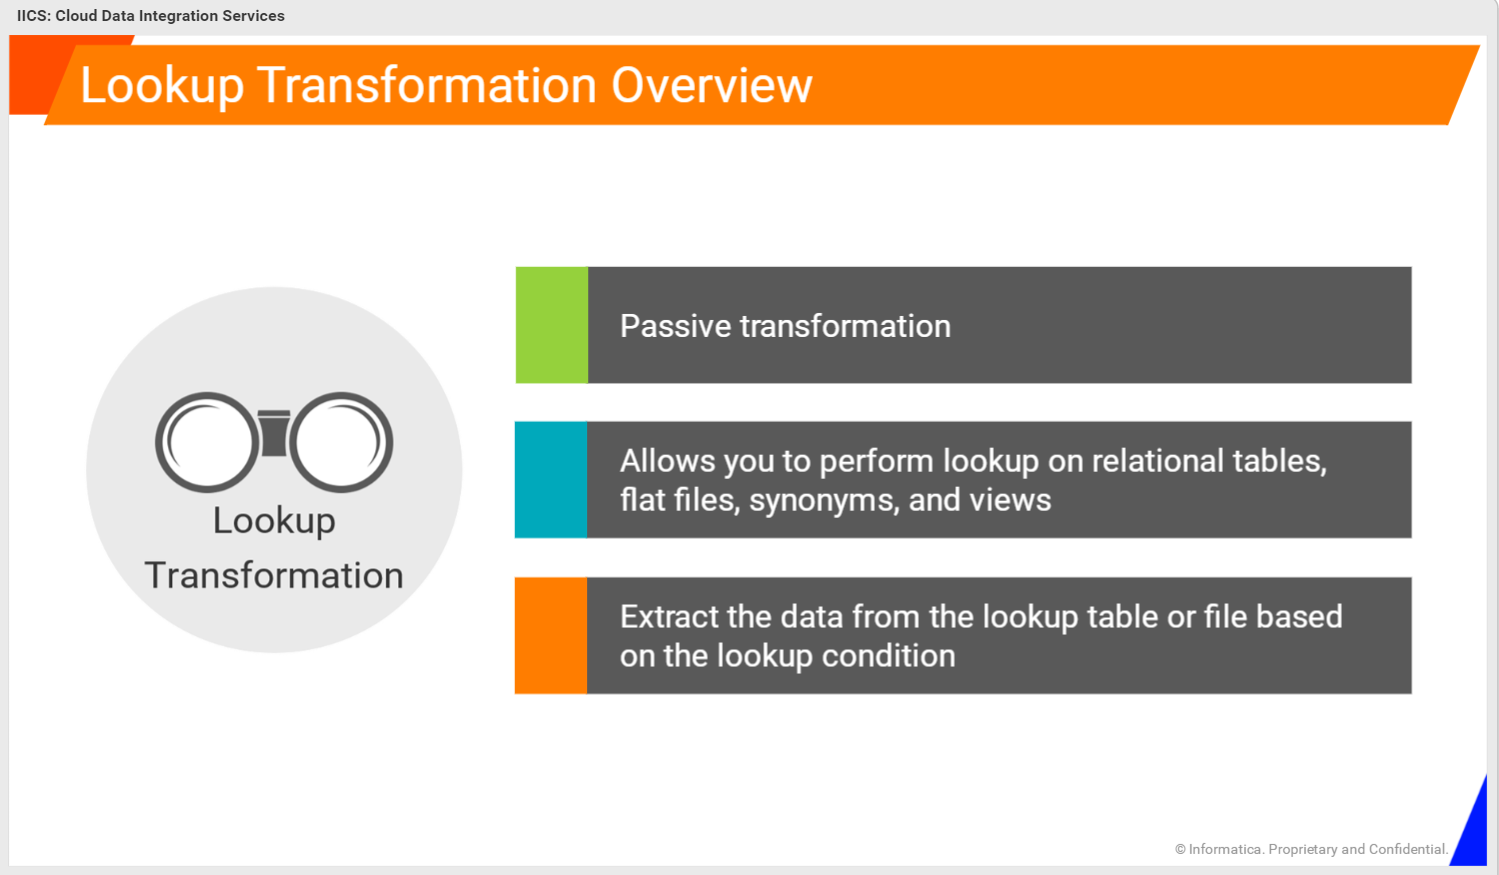 IICS: Cloud Data Integration Services
Lookup Transformation Overview
Lookup
Transformation
Passive transformation
Allows you to perform lookup on relational tables,
flat files, synonyms, and views
Extract the data from the lookup table or file based
on the lookup condition
© Informatica. Proprietary and Confidential.